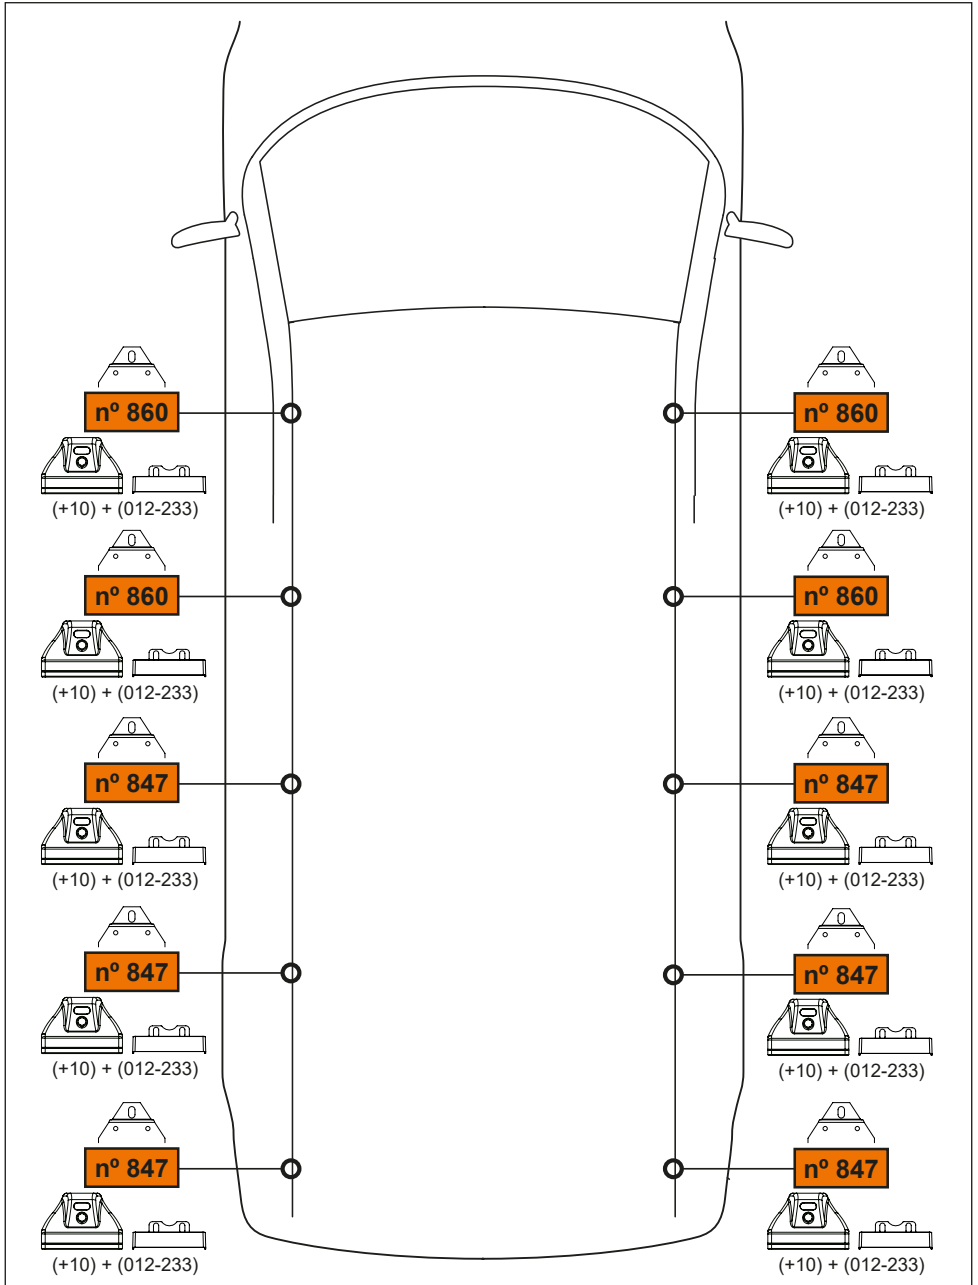 nº 860
nº 860
(+10) + (012-233)
(+10) + (012-233)
nº 860
nº 860
(+10) + (012-233)
(+10) + (012-233)
nº 847
nº 847
(+10) + (012-233)
(+10) + (012-233)
nº 847
nº 847
(+10) + (012-233)
(+10) + (012-233)
nº 847
nº 847
(+10) + (012-233)
(+10) + (012-233)